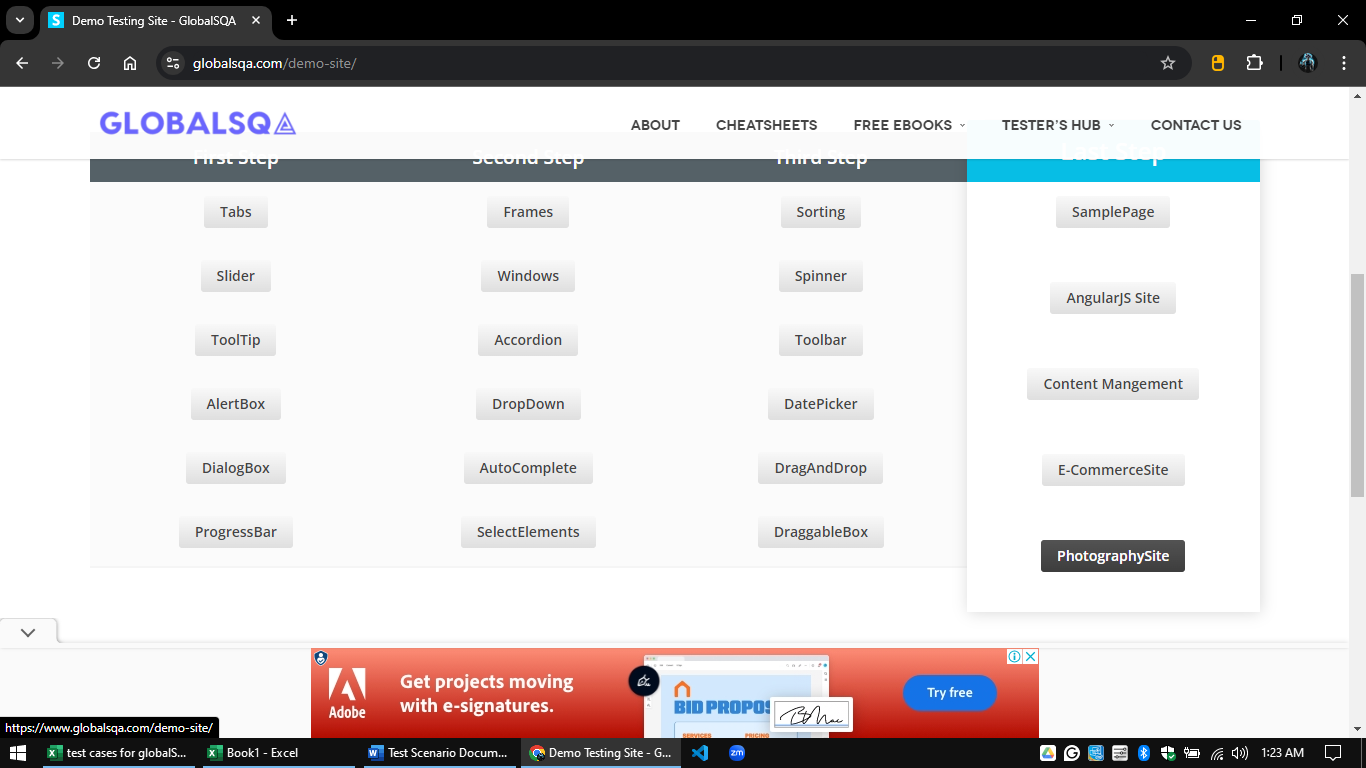 Demo Testing Site - GlobalSQA
globalsqa.com/demo-site/
GLOBALSQA
ABOUT
CHEATSHEETS
FREE EBOOKS
TESTER'S HUB
CONTACT US
First Step
Second Step
Third Step
Last Step
Tabs
Frames
Sorting
SamplePage
Slider
Windows
Spinner
AngularJS Site
ToolTip
Accordion
Toolbar
Content Mangement
AlertBox
DropDown
DatePicker
DialogBox
AutoComplete
DragAndDrop
E-CommerceSite
ProgressBar
SelectElements
DraggableBox
PhotographySite
Adobe
Get projects moving
with e-signatures.
BID PROPOS
SERVICES
PRICING
Try free
https://www.globalsqa.com/demo-site/
test cases for globalS...
Book1 - Excel
Test Scenario Docum...
Demo Testing Site - G...
zm
1:23 AM